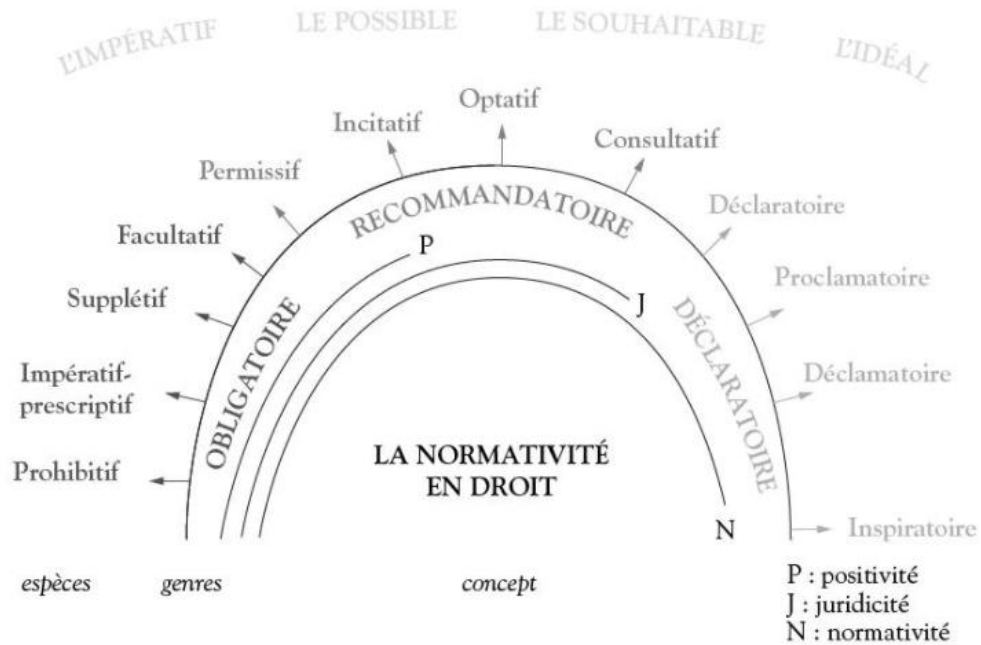 L'IMPÉRATIF
LE POSSIBLE
LE SOUHAITABLE
L'IDÉAL
Optatif
Incitatif
Consultatif
Permissif
Déclaratoire
Facultatif
Proclamatoire
Supplétif
Déclamatoire
Impératif-
prescriptif
Prohibitif
Inspiratoire
OBLIGATOIRE
RECOMMANDATOIRE
DÉCLARATOIRE
P
J
N
LA NORMATIVITÉ
EN DROIT
espèces
genres
concept
P : positivité
J : juridicité
N : normativité